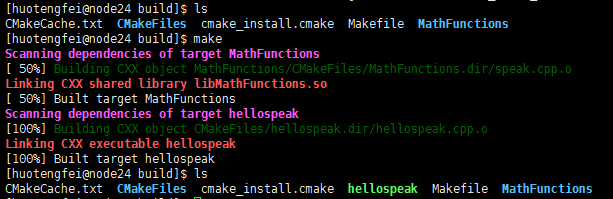 [huotengfei@node24 build]$ ls
CMakeCache.txt  CMakeFiles  cmake_install.cmake  Makefile  MathFunctions
[huotengfei@node24 build]$ make
Scanning dependencies of target MathFunctions
[ 50%] Building CXX object MathFunctions/CMakeFiles/MathFunctions.dir/speak.cpp.o
Linking CXX shared library libMathFunctions.so
[ 50%] Built target MathFunctions
Scanning dependencies of target hellospeak
[100%] Building CXX object CMakeFiles/hellospeak.dir/hellospeak.cpp.o
Linking CXX executable hellospeak
[100%] Built target hellospeak
[huotengfei@node24 build]$ ls
CMakeCache.txt  CMakeFiles  cmake_install.cmake  hellospeak  Makefile  MathFunctions